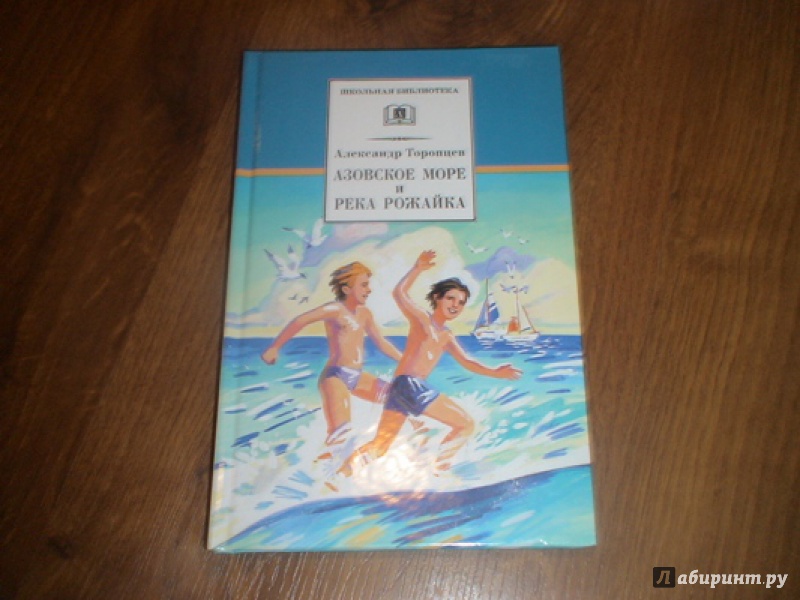 ШКОЛЬНАЯ БИБЛИОТЕКА
Александр Торопцев
АЗОВСКОЕ МОРЕ
и
РЕКА РОЖАЙКА
Лабиринт.ру